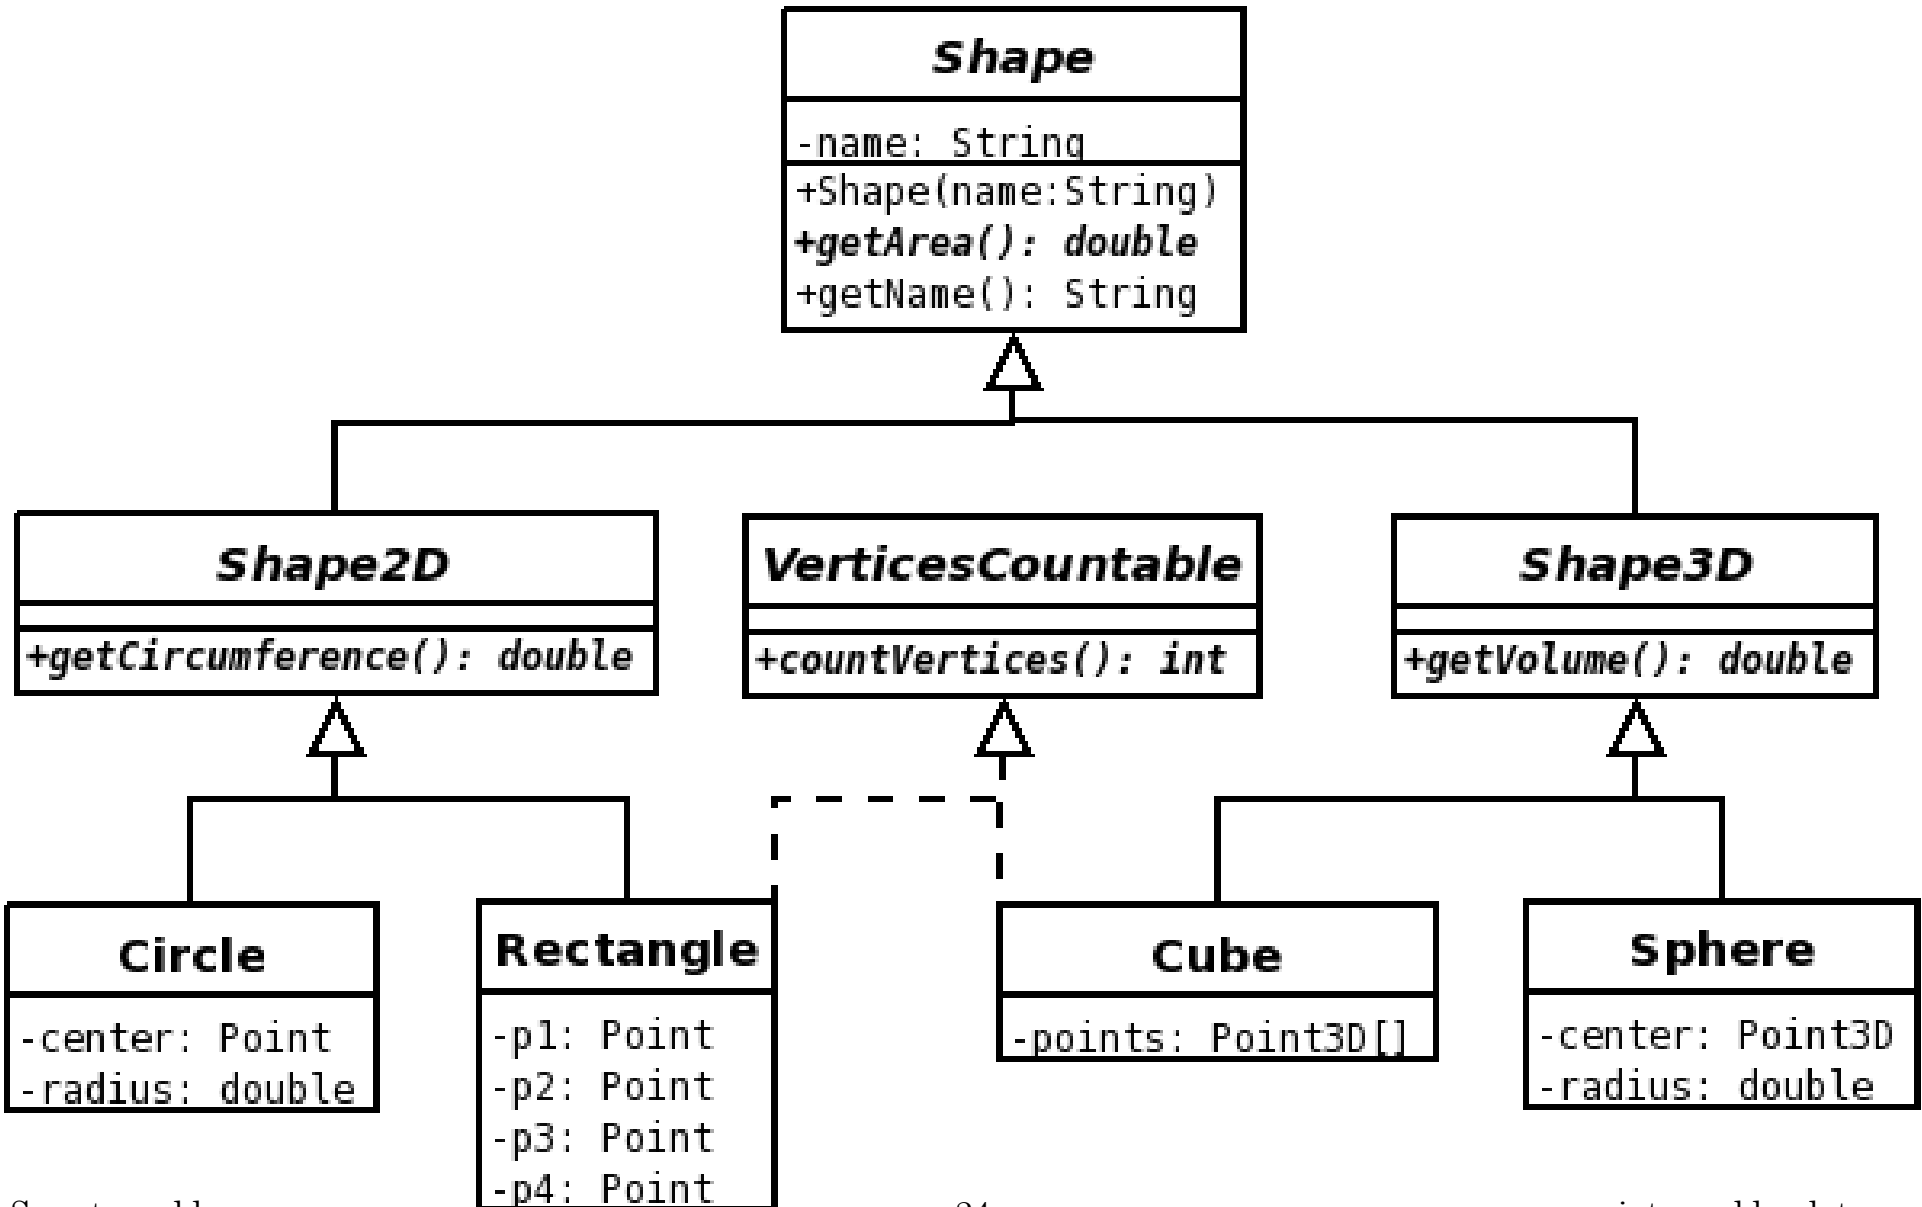 Shape
-name: String
+Shape(name:String)
+getArea(): double
+getName(): String
Shape2D
+getCircumference(): double
VerticesCountable
+countVertices(): int
Shape3D
+getVolume(): double
Circle
-center: Point
-radius: double
Rectangle
-p1: Point
-p2: Point
-p3: Point
-p4: Point
Cube
-points: Point3D[]
Sphere
-center: Point3D
-radius: double